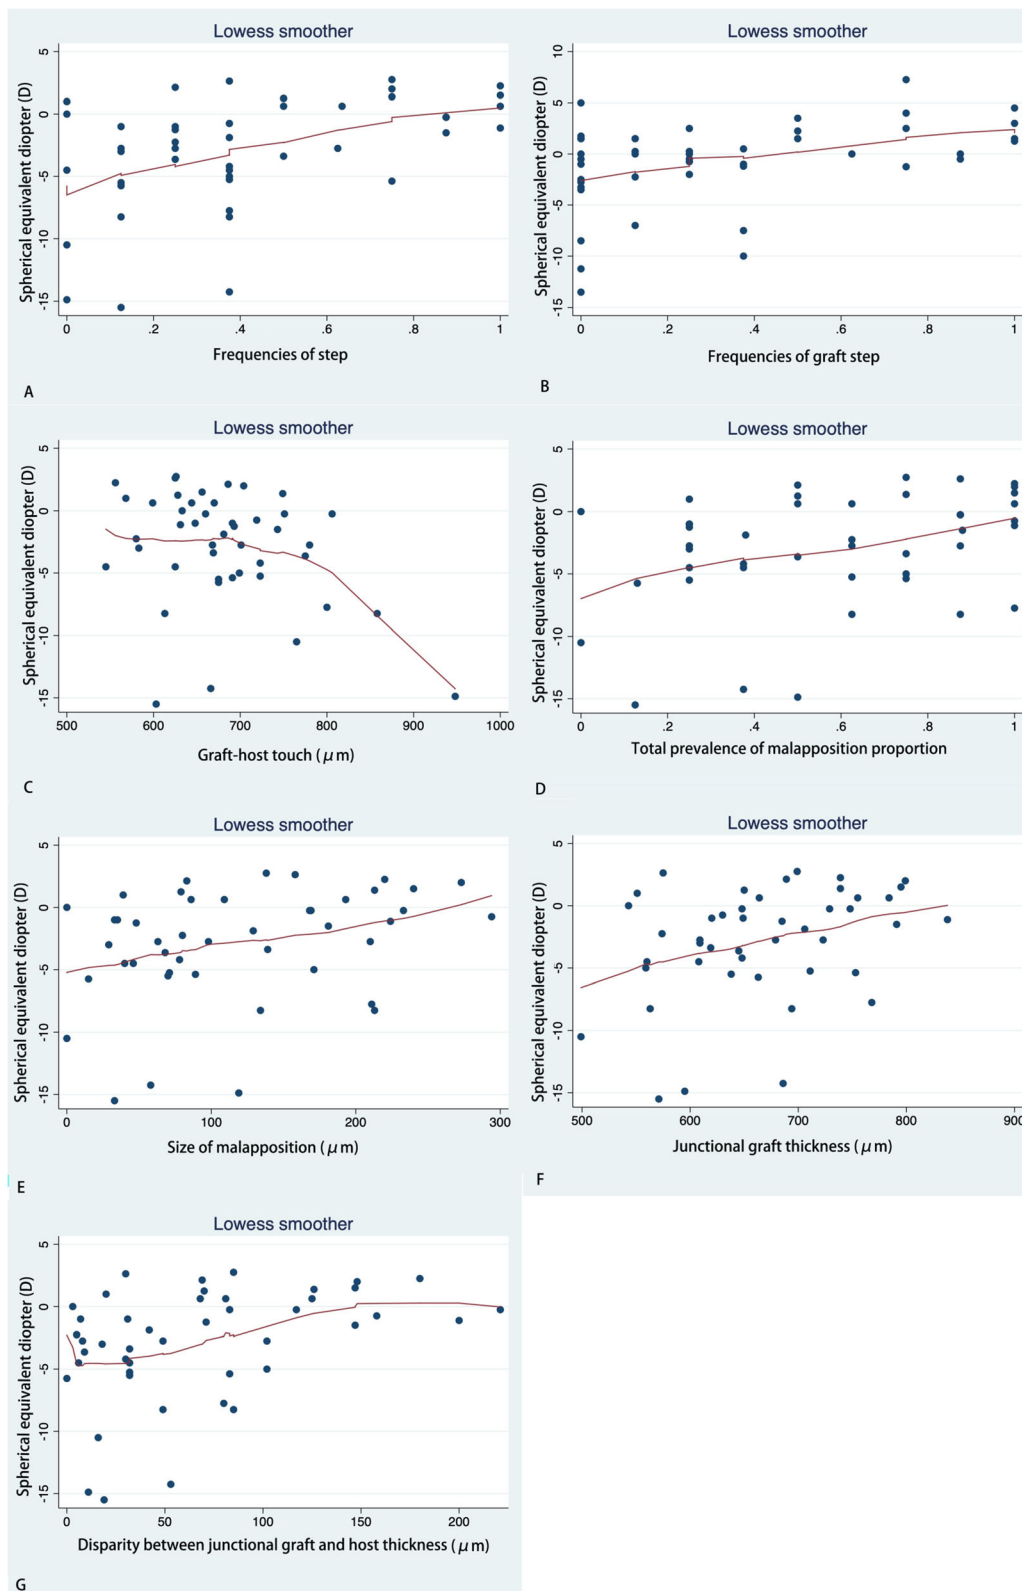 Lowess smoother
Spherical equivalent diopter (D)
5
0
-5
-10
-15
0 .2 .4 .6 .8 1
Frequencies of step
A
Lowess smoother
Spherical equivalent diopter (D)
10
5
0
-5
-10
-15
0 .2 .4 .6 .8 1
Frequencies of graft step
B
Lowess smoother
Spherical equivalent diopter (D)
5
0
-5
-10
-15
500 600 700 800 900 1000
Graft-host touch (μm)
C
Lowess smoother
Spherical equivalent diopter (D)
5
0
-5
-10
-15
0 .2 .4 .6 .8 1
Total prevalence of malapposition proportion
D
Lowess smoother
Spherical equivalent diopter (D)
5
0
-5
-10
-15
0 100 200 300
Size of malapposition (μm)
E
Lowess smoother
Spherical equivalent diopter (D)
5
0
-5
-10
-15
500 600 700 800 900
Junctional graft thickness (μm)
F
Lowess smoother
Spherical equivalent diopter (D)
5
0
-5
-10
-15
0 50 100 150 200
Disparity between junctional graft and host thickness (μm)
G